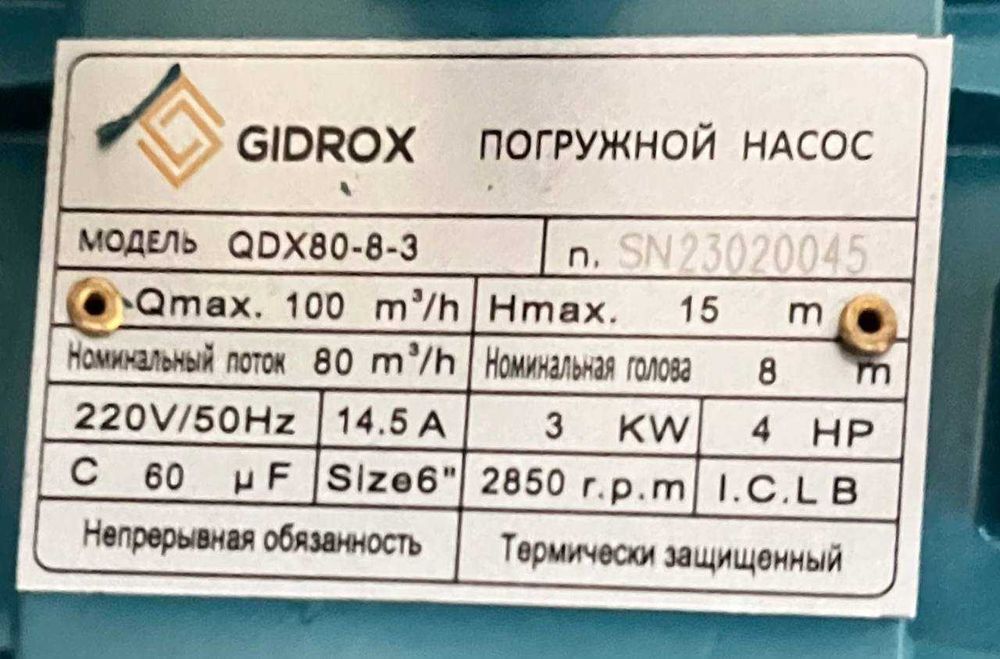 GIDROX ПОГРУЖНОЙ НАСОС
МОДЕЛЬ QDX80-8-3 n. SN23020045
Qmax. 100 m³/h Hmax. 15 m
Номинальный поток 80 m³/h Номинальная голова 8 m
220V/50Hz 14.5 A 3 KW 4 HP
C 60 µF Size6" 2850 r.p.m I.C.L B
Непрерывная обязанность Термически защищенный